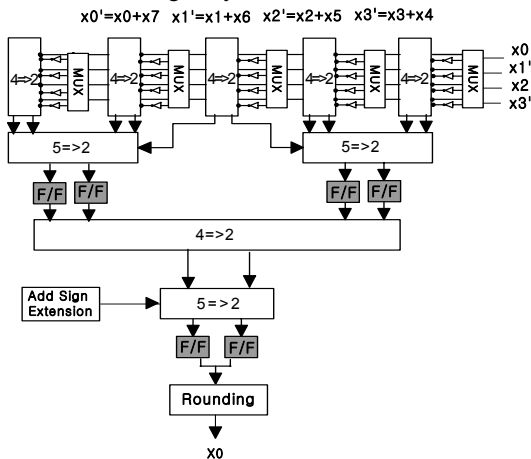 x0'=x0+x7 x1'=x1+x6 x2'=x2+x5 x3'=x3+x4
4=>2 MUX 4=>2 MUX 4=>2 MUX 4=>2 MUX 4=>2 MUX
x0
x1'
x2
x3'
5=>2 5=>2
F/F F/F F/F F/F
4=>2
Add Sign
Extension
5=>2
F/F F/F
Rounding
X0